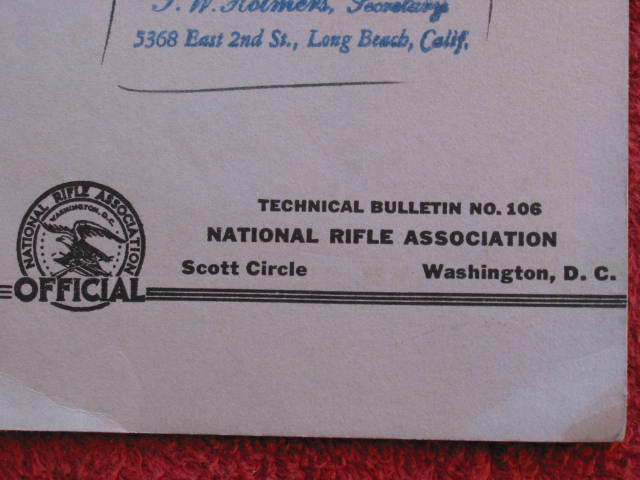 Secretary
5368 East 2nd St., Long Beach, Calif.
NATIONAL RIFLE ASSOCIATION
WASHINGTON, D.C.
OFFICIAL
TECHNICAL BULLETIN NO. 106
NATIONAL RIFLE ASSOCIATION
Scott Circle Washington, D. C.